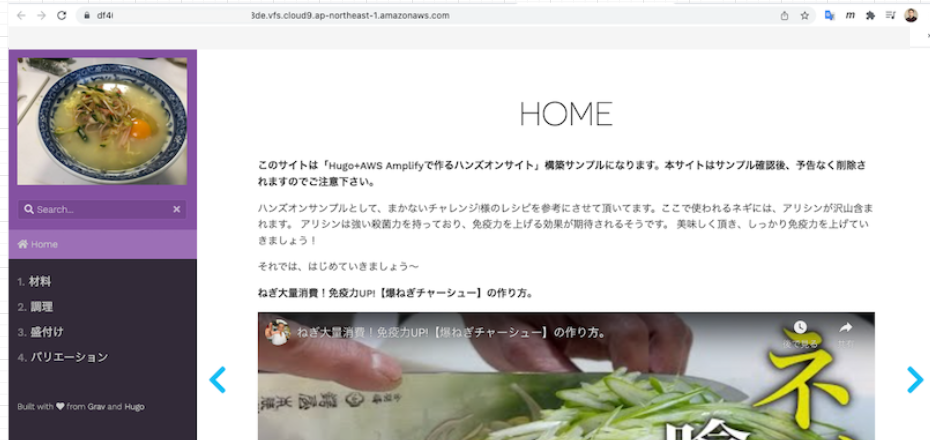 df4i 3de.vfs.cloud9.ap-northeast-1.amazonaws.com
HOME
このサイトは「Hugo+AWS Amplifyで作るハンズオンサイト」構築サンプルになります。本サイトはサンプル確認後、予告なく削除さ
れますのでご注意下さい。
Search...
ハンズオンサンプルとして、まかないチャレンジ!様のレシピを参考にさせて頂いてます。ここで使われるネギには、アリシンが沢山含ま
れます。 アリシンは強い殺菌力を持っており、免疫力を上げる効果が期待されるそうです。 美味しく頂き、しっかり免疫力を上げてい
きましょう！
Home
それでは、はじめていきましょう〜
1. 材料
ねぎ大量消費！免疫力UP!【爆ねぎチャーシュー】の作り方。
2. 調理
3. 盛付け
4. バリエーション
ねぎ大量消費！免疫力UP!【爆ねぎチャーシュー】の作り方。
後で見る
共有
ネ
Built with from Grav and Hugo